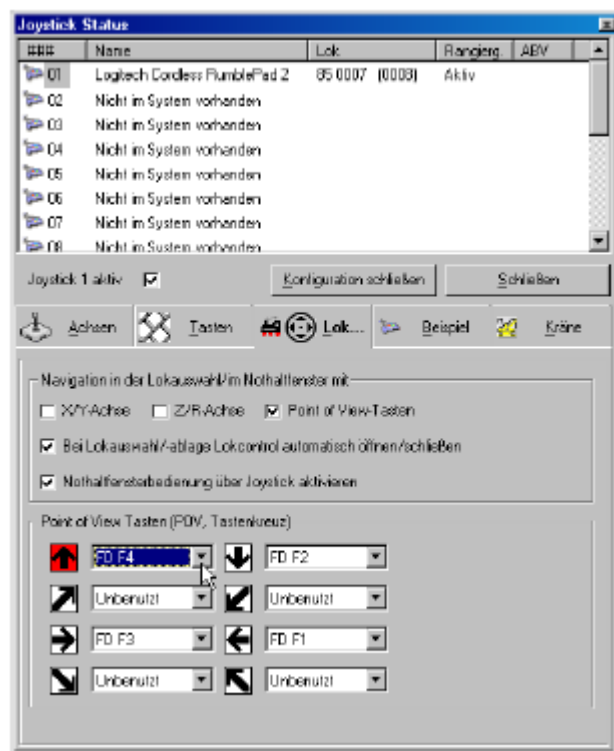 Joystick Status
### Name Lok Rangierg. ABV
01 Logitech Cordless RumblePad 2 85 0007 (0008) Aktiv
02 Nicht im System vorhanden
03 Nicht im System vorhanden
04 Nicht im System vorhanden
05 Nicht im System vorhanden
06 Nicht im System vorhanden
07 Nicht im System vorhanden
08 Nicht im System vorhanden
Joystick 1 aktiv Konfiguration schließen Schließen
Achsen Tasten Lok... Beispiel Kräne
Navigation in der Lokauswahl/im Nothaltfenster mit
X/Y-Achse Z/R-Achse Point of View-Tasten
Bei Lokauswahl/-ablage Lokcontrol automatisch öffnen/schließen
Nothaltfensterbedienung über Joystick aktivieren
Point of View Tasten (POV, Tastenkreuz)
FD F4 FD F2
Unbenutzt Unbenutzt
FD F3 FD F1
Unbenutzt Unbenutzt